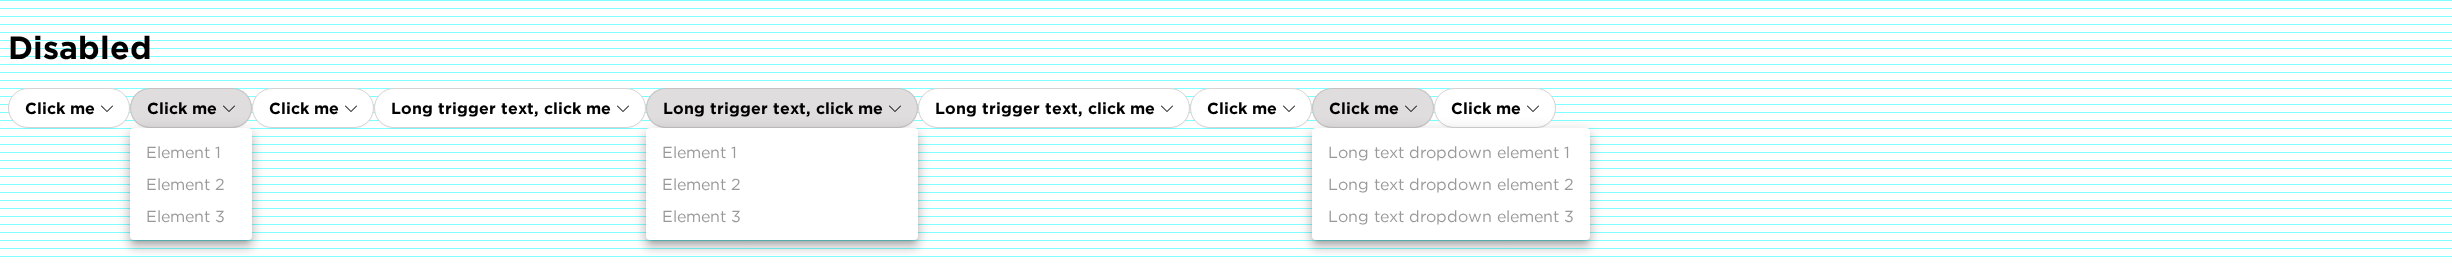 Disabled
Click me Click me Click me Long trigger text, click me Long trigger text, click me Long trigger text, click me Click me Click me Click me
Element 1
Element 2
Element 3
Element 1
Element 2
Element 3
Long text dropdown element 1
Long text dropdown element 2
Long text dropdown element 3